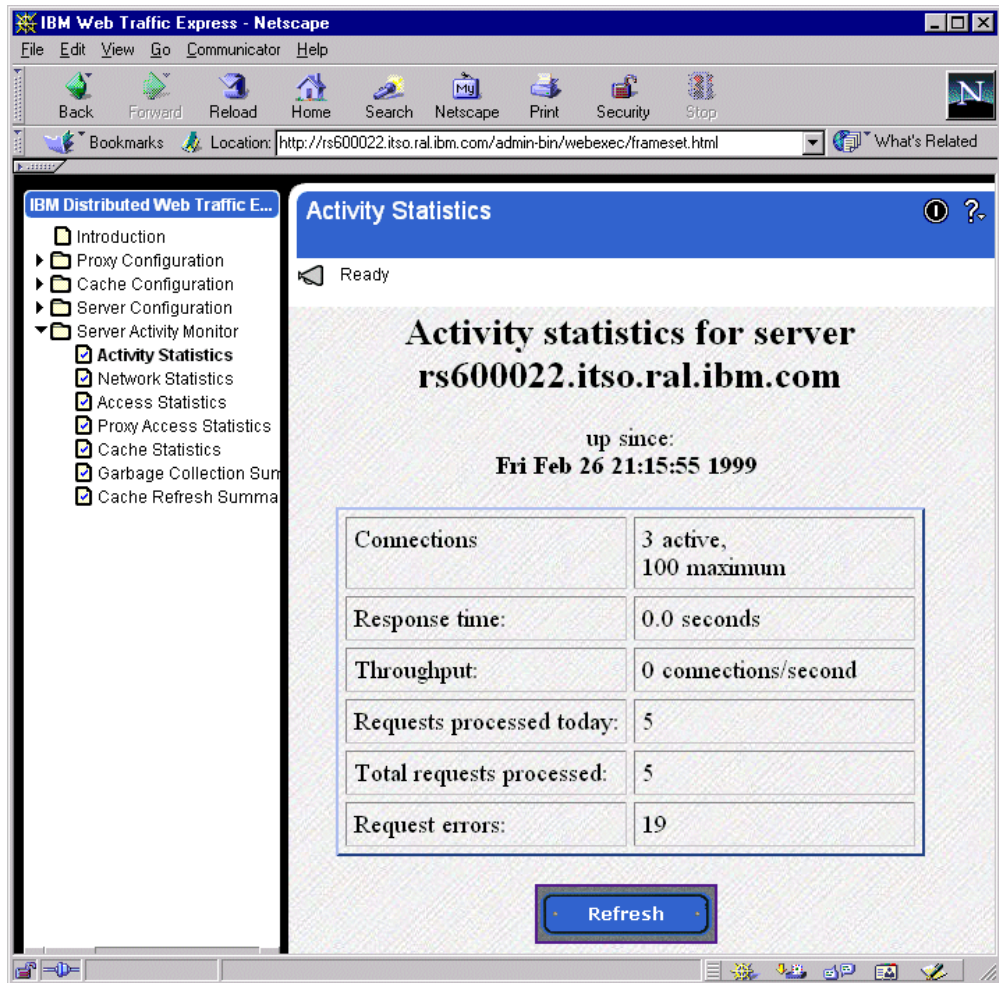 IBM Web Traffic Express - Netscape
File Edit View Go Communicator Help
Back Forward Reload Home Search Netscape Print Security Stop
My
N
Bookmarks Location: http://rs600022.itso.ral.ibm.com/admin-bin/webexec/frameset.html What's Related
IBM Distributed Web Traffic E...
Introduction
Proxy Configuration
Cache Configuration
Server Configuration
Server Activity Monitor
Activity Statistics
Network Statistics
Access Statistics
Proxy Access Statistics
Cache Statistics
Garbage Collection Sum
Cache Refresh Summa
Activity Statistics ?
Ready
Activity statistics for server
rs600022.itso.ral.ibm.com
up since:
Fri Feb 26 21:15:55 1999
Connections 3 active,
100 maximum
Response time: 0.0 seconds
Throughput: 0 connections/second
Requests processed today: 5
Total requests processed: 5
Request errors: 19
Refresh